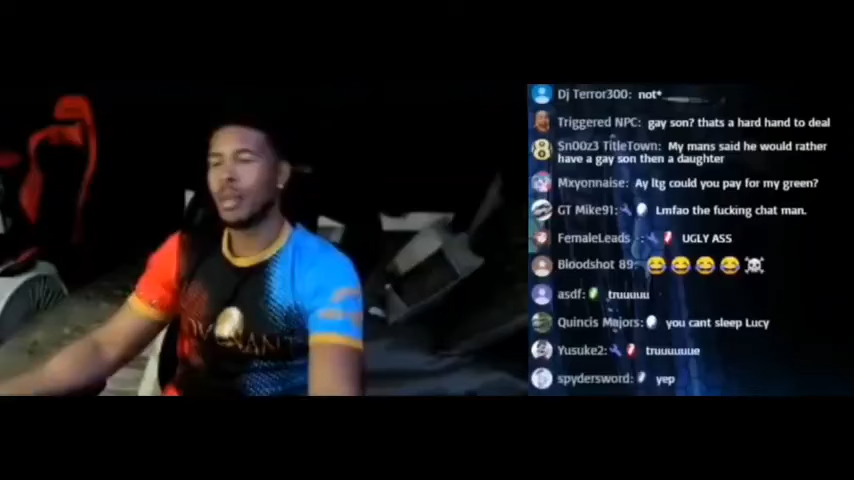 Dj Terror300: not*
Triggered NPC: gay son? thats a hard hand to deal
Sn00z3 TitleTown: My mans said he would rather
have a gay son then a daughter
Mxyonnaise: Ay ltg could you pay for my green?
GT Mike91: Lmfao the fucking chat man.
FemaleLeads : UGLY ASS
Bloodshot 89: 😂😂😂😂☠️
asdf: truuuuu
Quincis Majors: you cant sleep Lucy
Yusuke2: truuuuuue
spydersword: yep
OVENANT